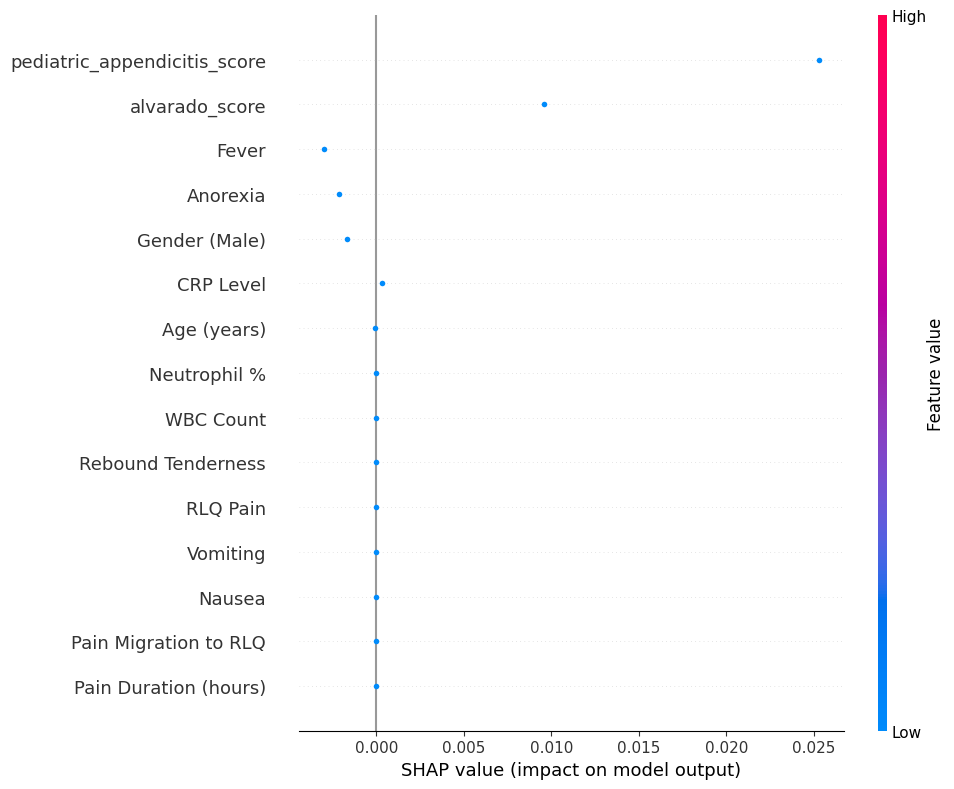 High
pediatric_appendicitis_score
alvarado_score
Fever
Anorexia
Gender (Male)
CRP Level
Age (years)
Neutrophil %
WBC Count
Rebound Tenderness
RLQ Pain
Vomiting
Nausea
Pain Migration to RLQ
Pain Duration (hours)
Feature value
Low
0.000 0.005 0.010 0.015 0.020 0.025
SHAP value (impact on model output)